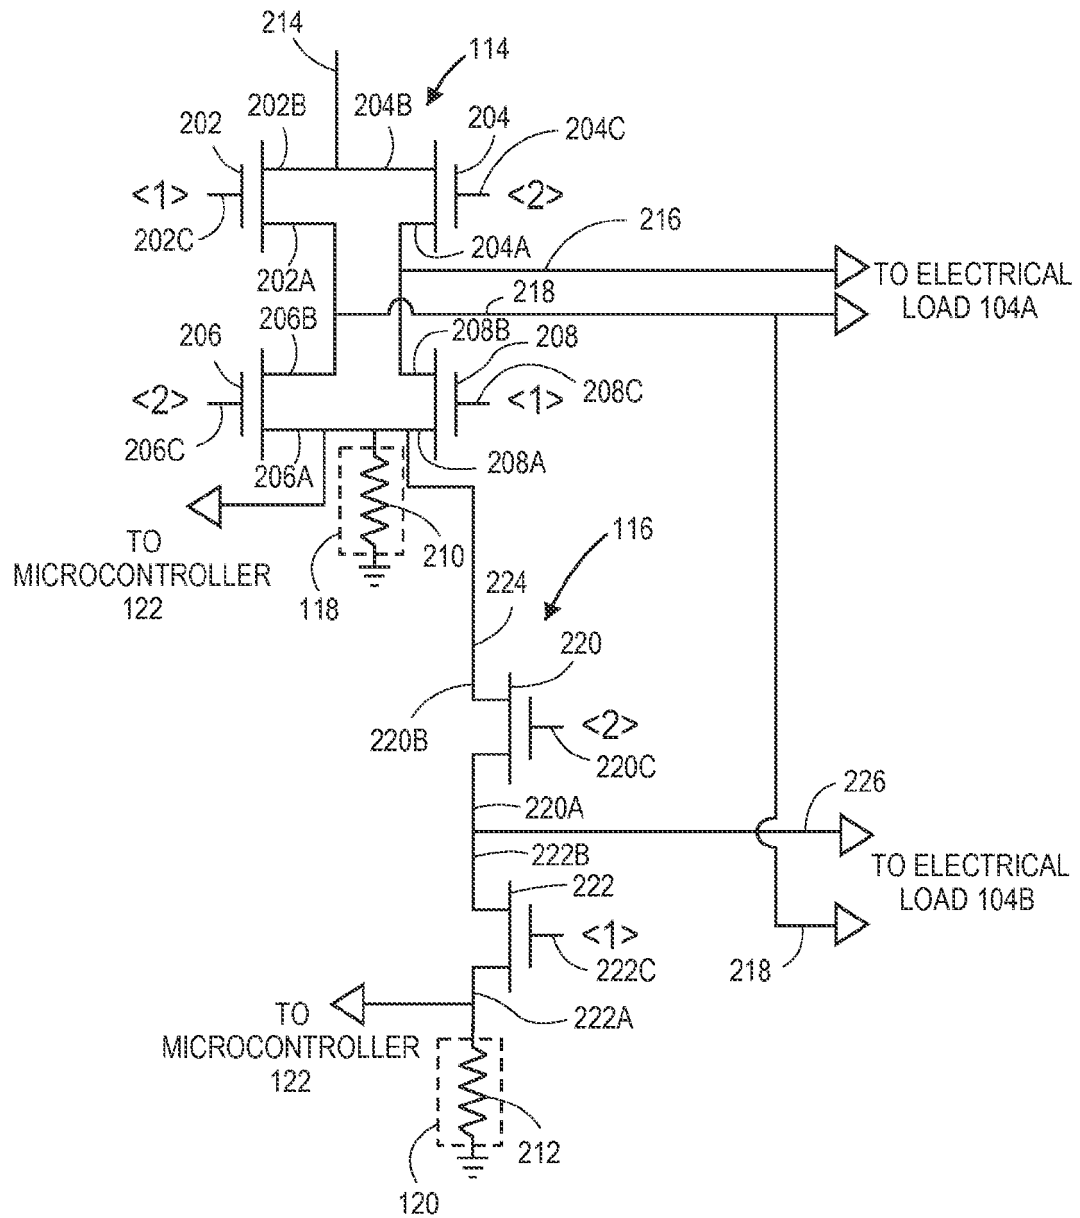 214
114
202B
204B
202
204
204C
<1>
<2>
202C
204A
216
202A
TO ELECTRICAL
LOAD 104A
218
206B
208B
208
206
<2>
<1>
208C
206C
206A
208A
TO
MICROCONTROLLER
122
118
210
116
224
220
220B
<2>
220C
220A
226
222B
TO ELECTRICAL
LOAD 104B
222
<1>
222C
218
TO
MICROCONTROLLER
122
222A
212
120